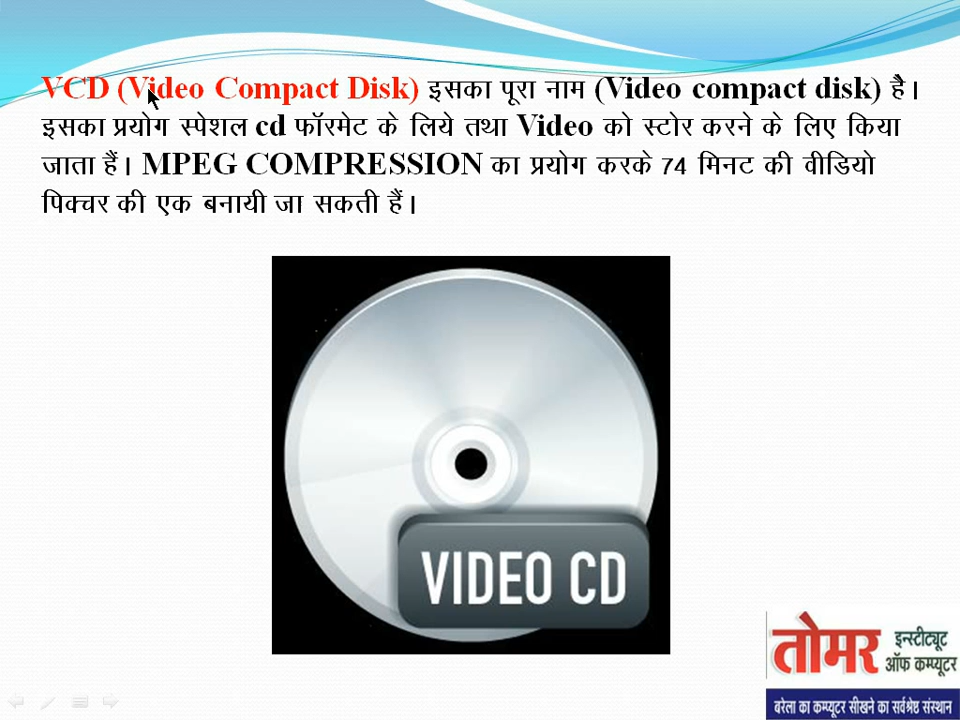 VCD (Video Compact Disk) इसका पूरा नाम (Video compact disk) है।
इसका प्रयोग स्पेशल cd फॉरमेट के लिये तथा Video को स्टोर करने के लिए किया
जाता हैं। MPEG COMPRESSION का प्रयोग करके 74 मिनट की वीडियो
पिक्चर की एक बनायी जा सकती हैं।
VIDEO CD
तोमर इन्स्टीट्यूट
ऑफ कम्प्यूटर
बरेला का कम्प्यूटर सीखने का सर्वश्रेष्ठ संस्थान